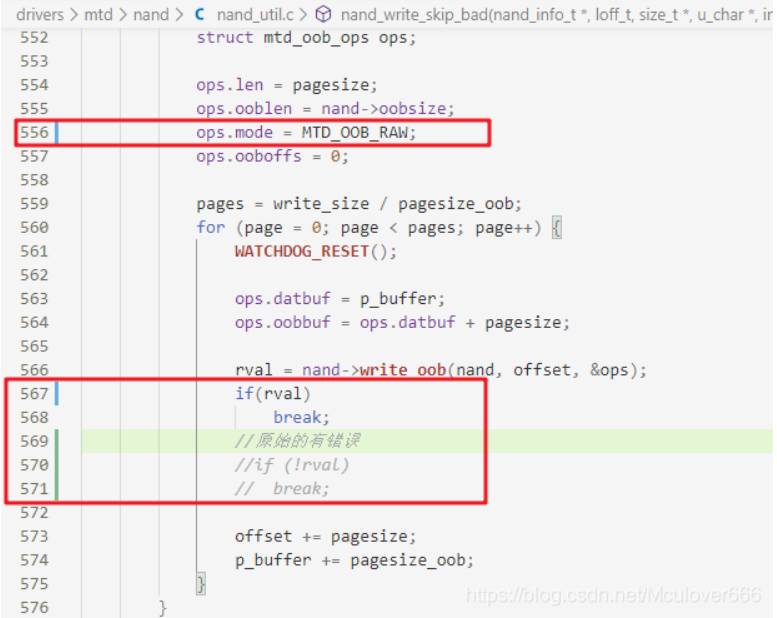 drivers > mtd > nand > C nand_util.c > nand_write_skip_bad(nand_info_t *, loff_t, size_t *, u_char *, in
552 struct mtd_oob_ops ops;
553
554 ops.len = pagesize;
555 ops.ooblen = nand->oobsize;
556 ops.mode = MTD_OOB_RAW;
557 ops.ooboffs = 0;
558
559 pages = write_size / pagesize_oob;
560 for (page = 0; page < pages; page++) {
561 WATCHDOG_RESET();
562
563 ops.datbuf = p_buffer;
564 ops.oobbuf = ops.datbuf + pagesize;
565
566 rval = nand->write_oob(nand, offset, &ops);
567 if(rval)
568 break;
569 //原始的有错误
570 //if (!rval)
571 // break;
572
573 offset += pagesize;
574 p_buffer += pagesize_oob;
575 }
576 }
https://blog.csdn.net/Mculover666